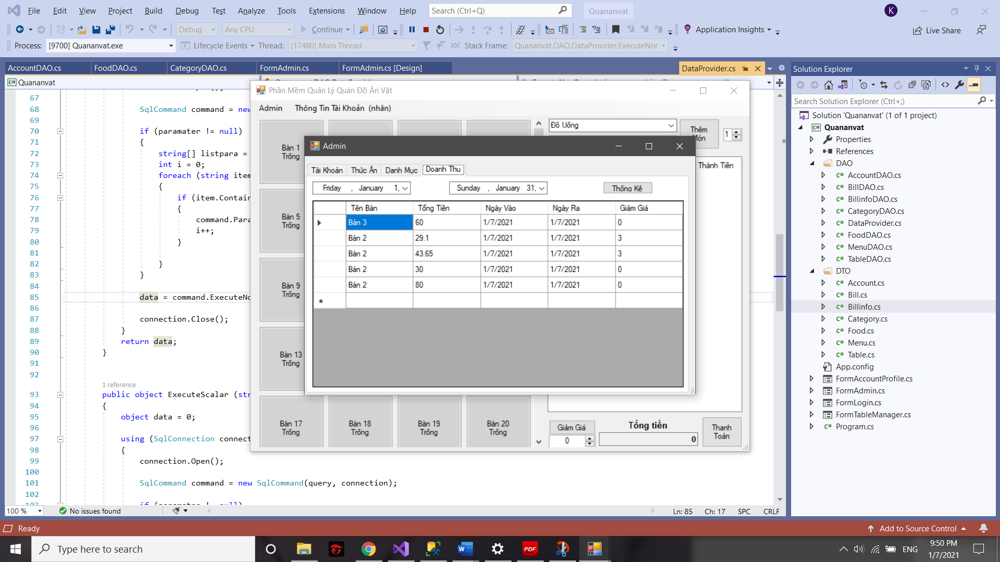 File Edit View Project Build Debug Test Analyze Tools Extensions Window Help Search (Ctrl+Q) Quananvat K
Debug Any CPU Continue Application Insights Live Share
Process: [9700] Quananvat.exe Lifecycle Events Thread: [17480] Main Thread Stack Frame: Quananvat.DAO.DataProvider.ExecuteNor
AccountDAO.cs FoodDAO.cs CategoryDAO.cs FormAdmin.cs FormAdmin.cs [Design] DataProvider.cs
Quananvat
67
68 SqlCommand command = new
69
70 if (paramater != null)
71 {
72 string[] listpara =
73 int i = 0;
74 foreach (string item
75 {
76 if (item.Contain
77 {
78 command.Para
79 i++;
80 }
81
82 }
83 }
84
85 data = command.ExecuteNo
86
87 connection.Close();
88 }
89 return data;
90 }
91
92
1 reference
93 public object ExecuteScalar (str
94 {
95 object data = 0;
96
97 using (SqlConnection connect
98 {
99 connection.Open();
100
101 SqlCommand command = new SqlCommand(query, connection);
102
100 % No issues found Ln: 85 Ch: 17 SPC CRLF
Phần Mềm Quản Lý Quán Đồ Ăn Vặt
Admin Thông Tin Tài Khoản (nhân)
Bàn 1
Trống
Bàn 5
Trống
Bàn 9
Trống
Bàn 13
Trống
Bàn 17
Trống
Bàn 18
Trống
Bàn 19
Trống
Bàn 20
Trống
Đồ Uống
Thêm
Món
1
Thành Tiền
Giảm Giá
0
Tổng tiền
0
Thanh
Toán
Admin
Tài Khoản Thức Ăn Danh Mục Doanh Thu
Friday , January 1, Sunday , January 31, Thống Kê
Tên Bàn Tổng Tiền Ngày Vào Ngày Ra Giảm Giá
Bàn 3 60 1/7/2021 1/7/2021 0
Bàn 2 29.1 1/7/2021 1/7/2021 3
Bàn 2 43.65 1/7/2021 1/7/2021 3
Bàn 2 30 1/7/2021 1/7/2021 0
Bàn 2 80 1/7/2021 1/7/2021 0
Solution Explorer
Search Solution Explorer (Ctrl+;)
Solution 'Quananvat' (1 of 1 project)
Quananvat
Properties
References
DAO
AccountDAO.cs
BillDAO.cs
BillinfoDAO.cs
CategoryDAO.cs
DataProvider.cs
FoodDAO.cs
MenuDAO.cs
TableDAO.cs
DTO
Account.cs
Bill.cs
Billinfo.cs
Category.cs
Food.cs
Menu.cs
Table.cs
App.config
FormAccountProfile.cs
FormAdmin.cs
FormLogin.cs
FormTableManager.cs
Program.cs
Ready Add to Source Control
Type here to search PDF ENG
9:50 PM
1/7/2021